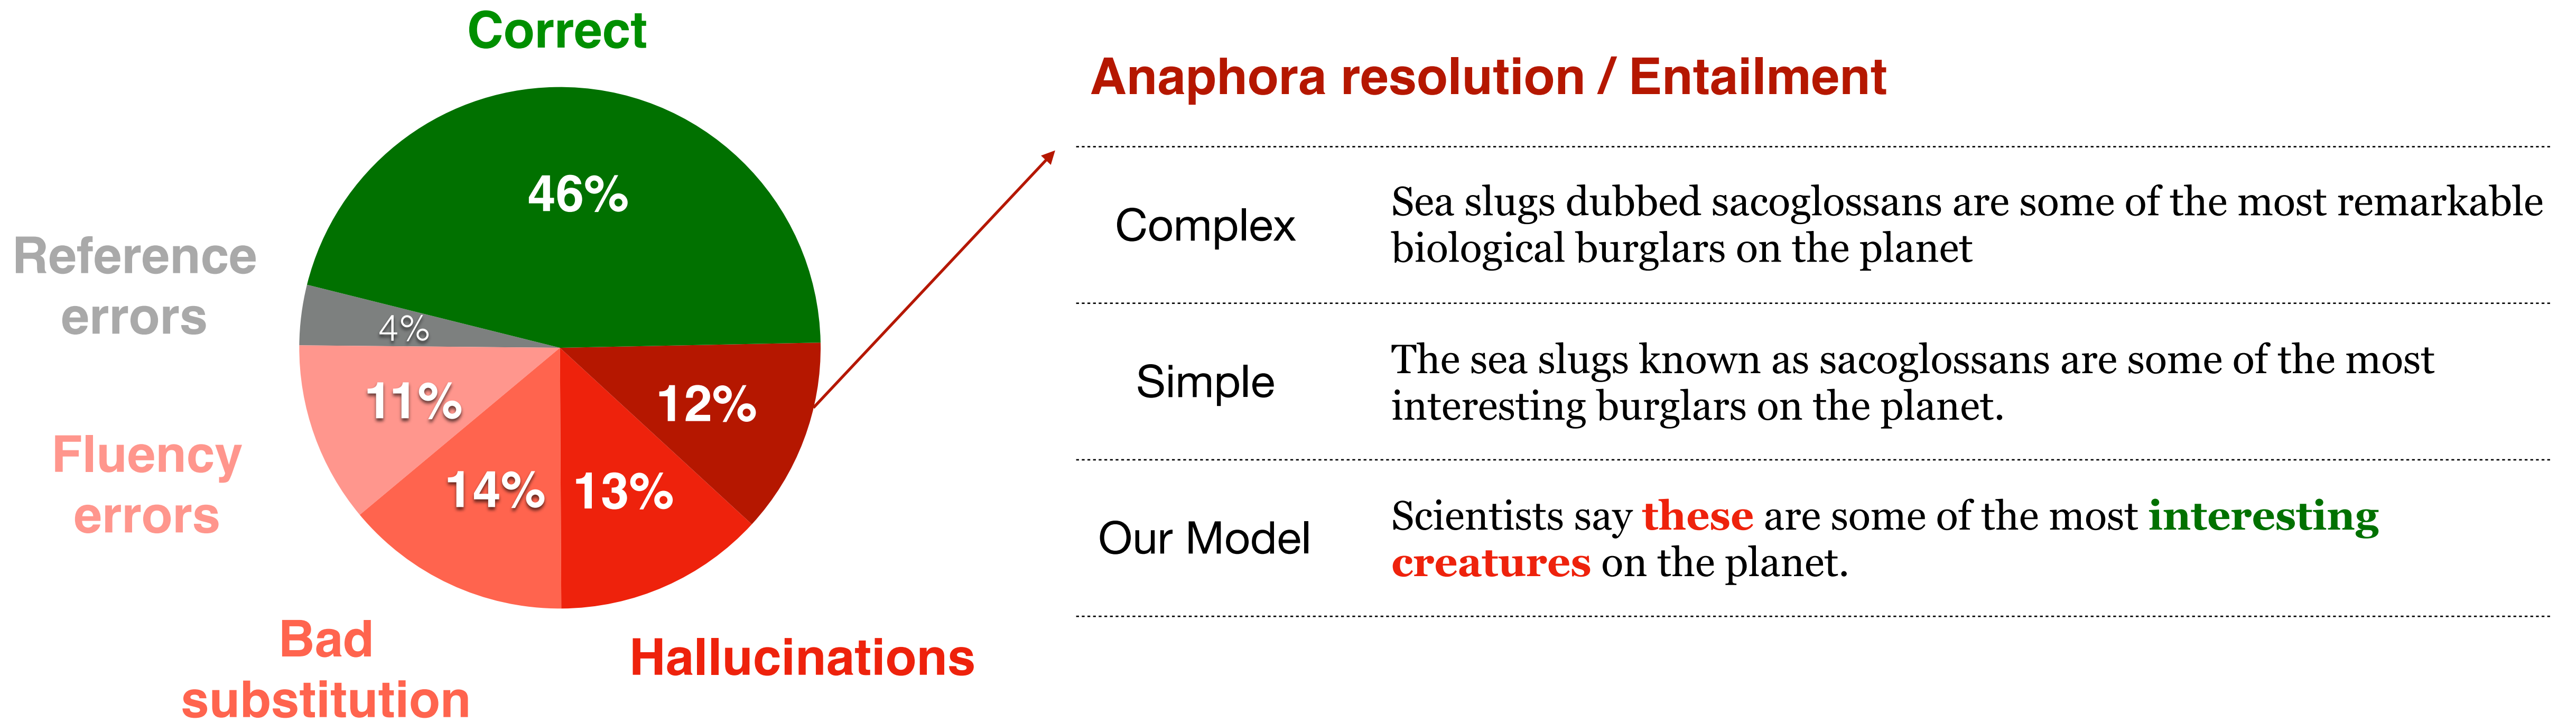 Correct
46%
Reference
errors
4%
11%
12%
Fluency
errors
14%
13%
Bad
substitution
Hallucinations
Anaphora resolution / Entailment
Complex
Sea slugs dubbed sacoglossans are some of the most remarkable
biological burglars on the planet
Simple
The sea slugs known as sacoglossans are some of the most
interesting burglars on the planet.
Our Model
Scientists say these are some of the most interesting
creatures on the planet.